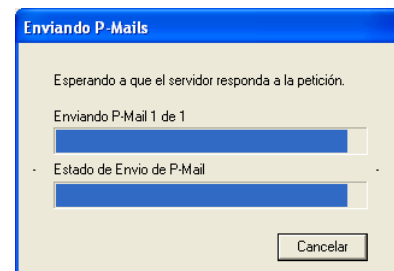 Enviando P-Mails
Esperando a que el servidor responda a la petición.
Enviando P-Mail 1 de 1
Estado de Envio de P-Mail
Cancelar